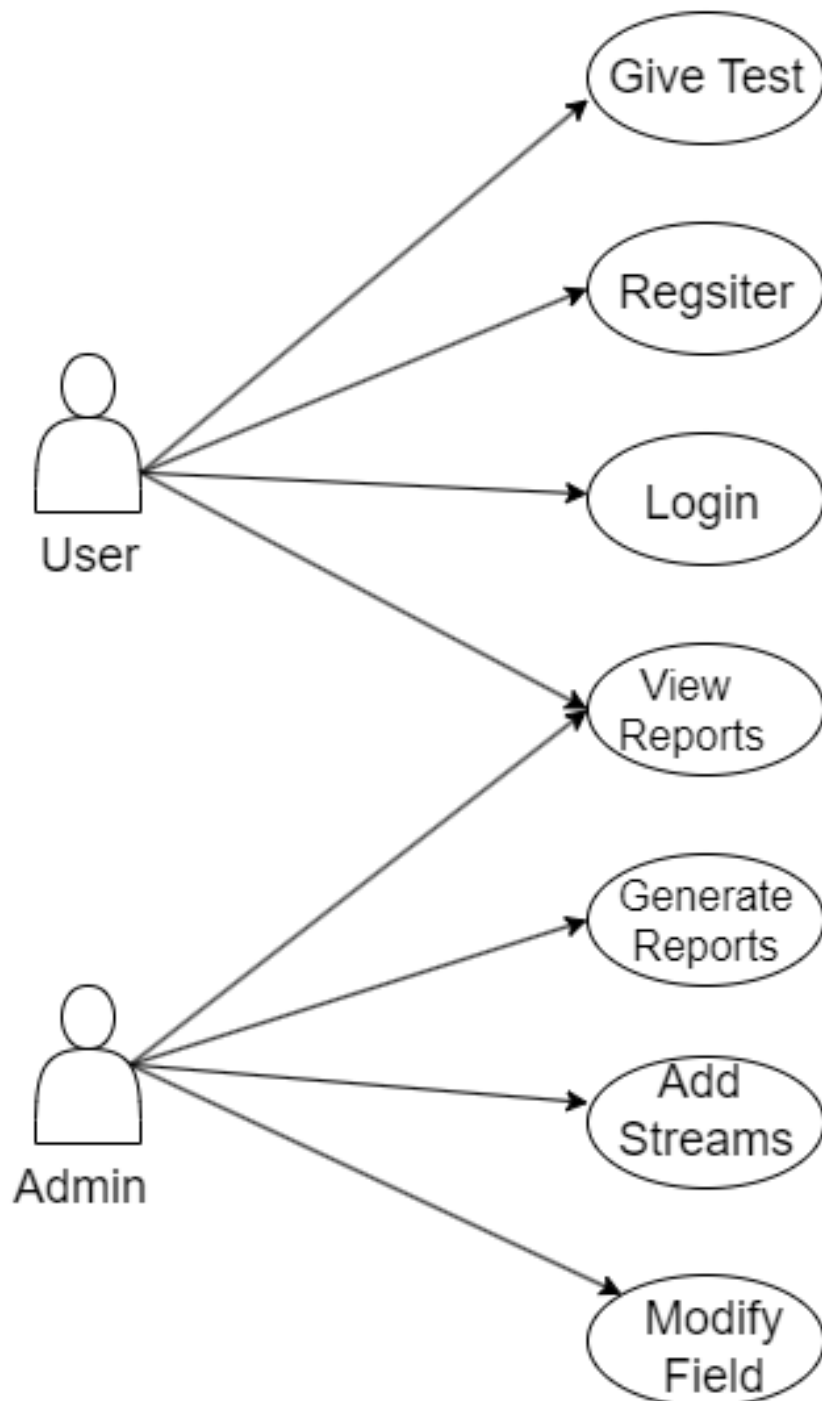 Give Test
Regsiter
Login
User
View
Reports
Generate
Reports
Add
Streams
Admin
Modify
Field